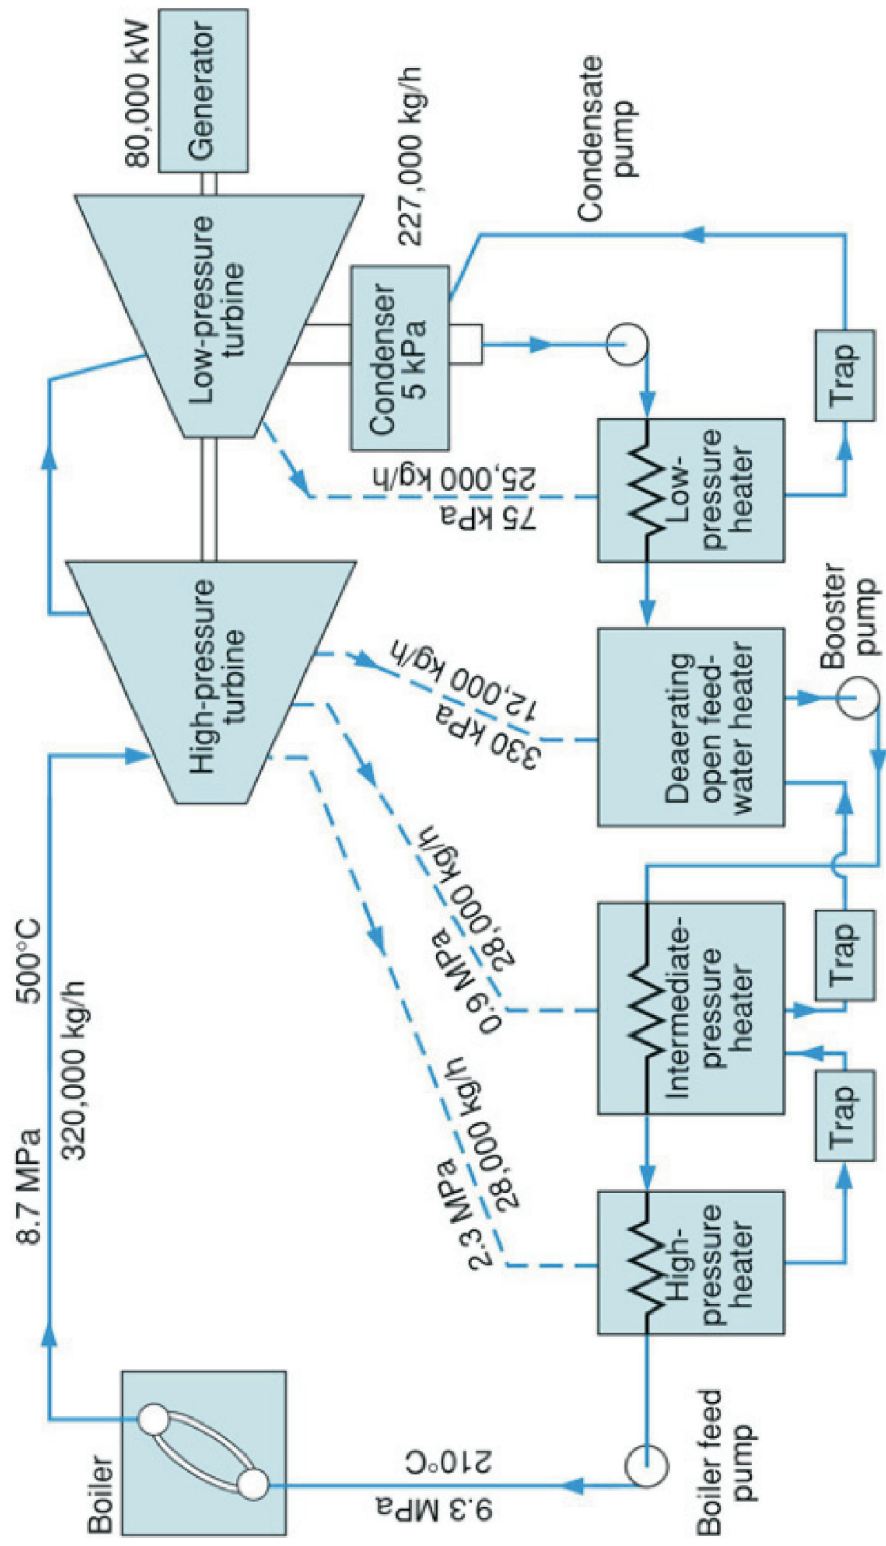 8.7 MPa 500°C
320,000 kg/h
80,000 kW
Boiler
High-pressure
turbine
Low-pressure
turbine
Generator
9.3 MPa
210°C
2.3 MPa
28,000 kg/h
0.9 MPa
28,000 kg/h
330 kPa
12,000 kg/h
75 kPa
25,000 kg/h
Condenser
5 kPa
227,000 kg/h
Condensate
pump
Boiler feed
pump
High-
pressure
heater
Intermediate-
pressure
heater
Deaerating
open feed-
water heater
Low-
pressure
heater
Trap
Trap
Booster
pump
Trap